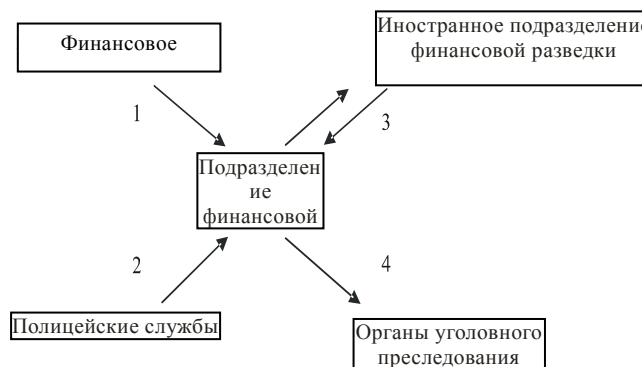 Финансовое
Иностранное подразделение
финансовой разведки
1
3
Подразделен
ие
финансовой
2
4
Полицейские службы
Органы уголовного
преследования